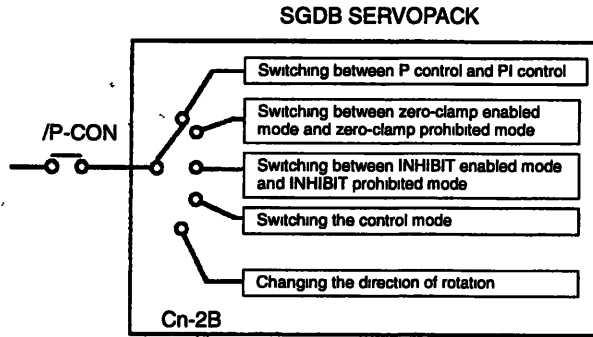 SGDB SERVOPACK
Switching between P control and PI control
/P-CON
Switching between zero-clamp enabled
mode and zero-clamp prohibited mode
Switching between INHIBIT enabled mode
and INHIBIT prohibited mode
Switching the control mode
Changing the direction of rotation
Cn-2B